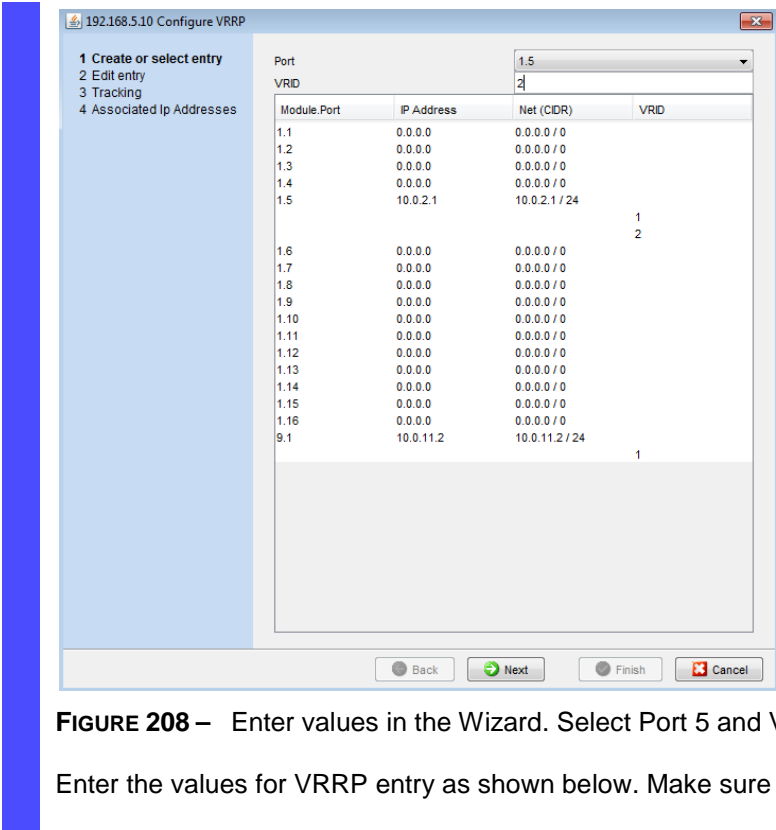 192.168.5.10 Configure VRRP
1 Create or select entry
2 Edit entry
3 Tracking
4 Associated Ip Addresses
Port 1.5
VRID 2
Module.Port IP Address Net (CIDR) VRID
1.1 0.0.0.0 0.0.0.0 / 0
1.2 0.0.0.0 0.0.0.0 / 0
1.3 0.0.0.0 0.0.0.0 / 0
1.4 0.0.0.0 0.0.0.0 / 0
1.5 10.0.2.1 10.0.2.1 / 24
1
2
1.6 0.0.0.0 0.0.0.0 / 0
1.7 0.0.0.0 0.0.0.0 / 0
1.8 0.0.0.0 0.0.0.0 / 0
1.9 0.0.0.0 0.0.0.0 / 0
1.10 0.0.0.0 0.0.0.0 / 0
1.11 0.0.0.0 0.0.0.0 / 0
1.12 0.0.0.0 0.0.0.0 / 0
1.13 0.0.0.0 0.0.0.0 / 0
1.14 0.0.0.0 0.0.0.0 / 0
1.15 0.0.0.0 0.0.0.0 / 0
1.16 0.0.0.0 0.0.0.0 / 0
9.1 10.0.11.2 10.0.11.2 / 24
1
Back Next Finish Cancel
FIGURE 208 – Enter values in the Wizard. Select Port 5 and V
Enter the values for VRRP entry as shown below. Make sure